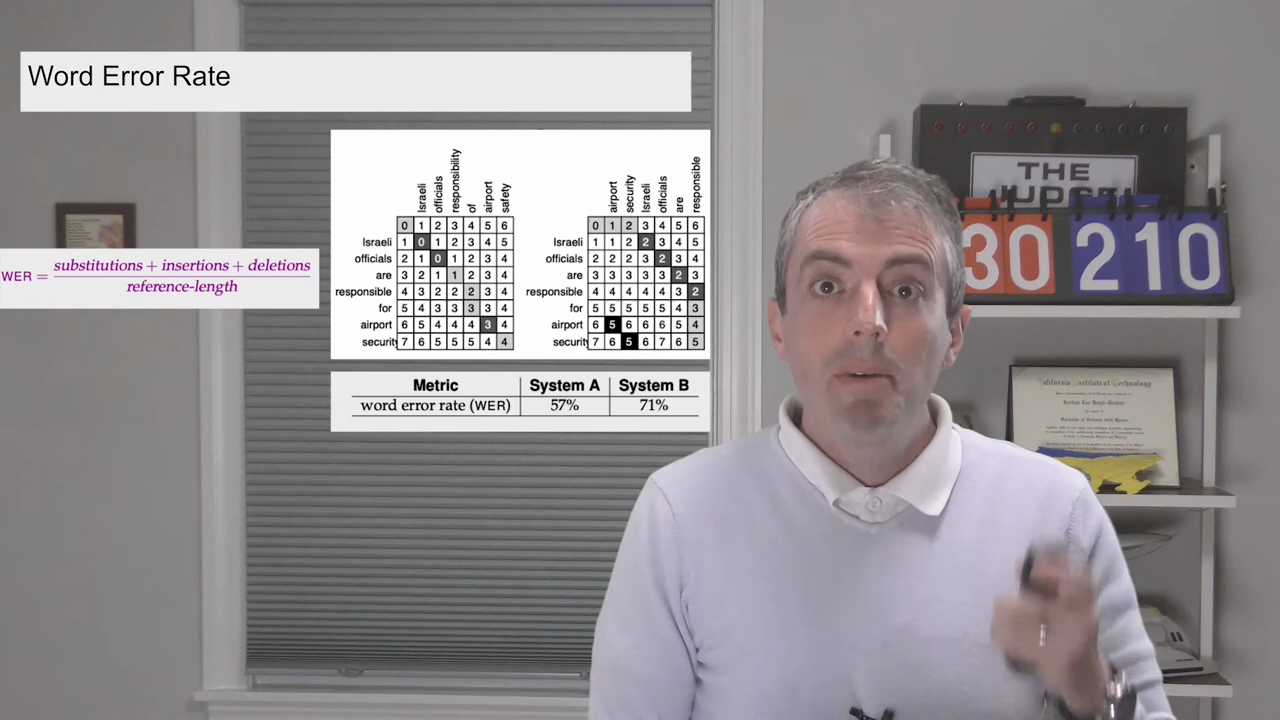 Word Error Rate
WER = substitutions + insertions + deletions
reference-length
Israeli officials responsibility of airport safety
0 1 2 3 4 5 6
Israeli 1 0 1 2 3 4 5
officials 2 1 0 1 2 3 4
are 3 2 1 1 2 3 4
responsible 4 3 2 2 2 3 4
for 5 4 3 3 3 3 4
airport 6 5 4 4 4 3 4
security 7 6 5 5 5 4 4
airport security Israeli officials are responsible
0 1 2 3 4 5 6
Israeli 1 1 2 2 3 4 5
officials 2 2 2 3 2 3 4
are 3 3 3 3 3 2 3
responsible 4 4 4 4 4 3 2
for 5 5 5 5 5 4 3
airport 6 5 6 6 6 5 4
security 7 6 5 6 7 6 5
Metric System A System B
word error rate (WER) 57% 71%
THE
JUDGE
30 210
California Institute of Technology